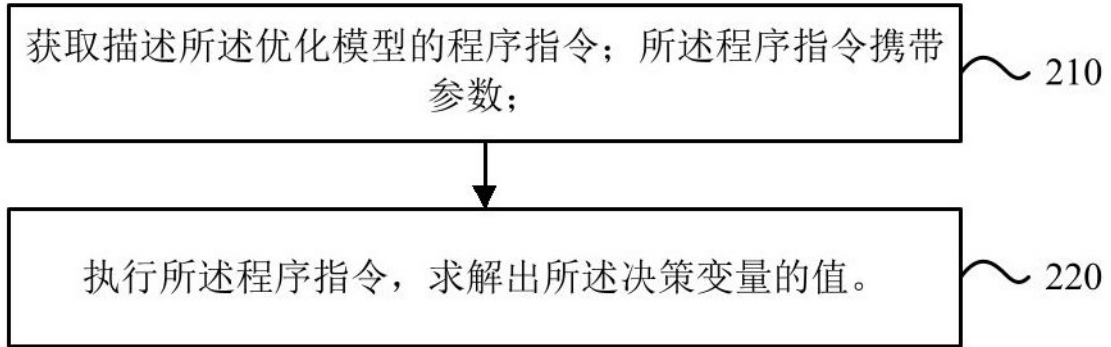 获取描述所述优化模型的程序指令；所述程序指令携带
参数；
210
执行所述程序指令，求解出所述决策变量的值。
220